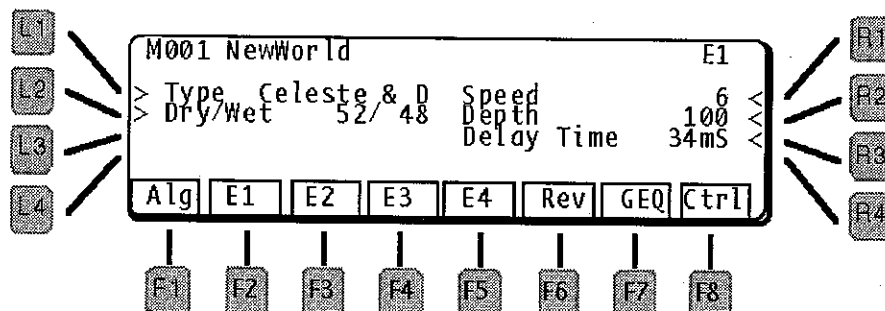 L1
R1
M001 NewWorld E1
L2
R2
> Type Celeste & D Speed 6 <
> Dry/Wet 52/ 48 Depth 100 <
Delay Time 34mS <
L3
R3
L4
R4
Alg E1 E2 E3 E4 Rev GEQ Ctrl
F1 F2 F3 F4 F5 F6 F7 F8